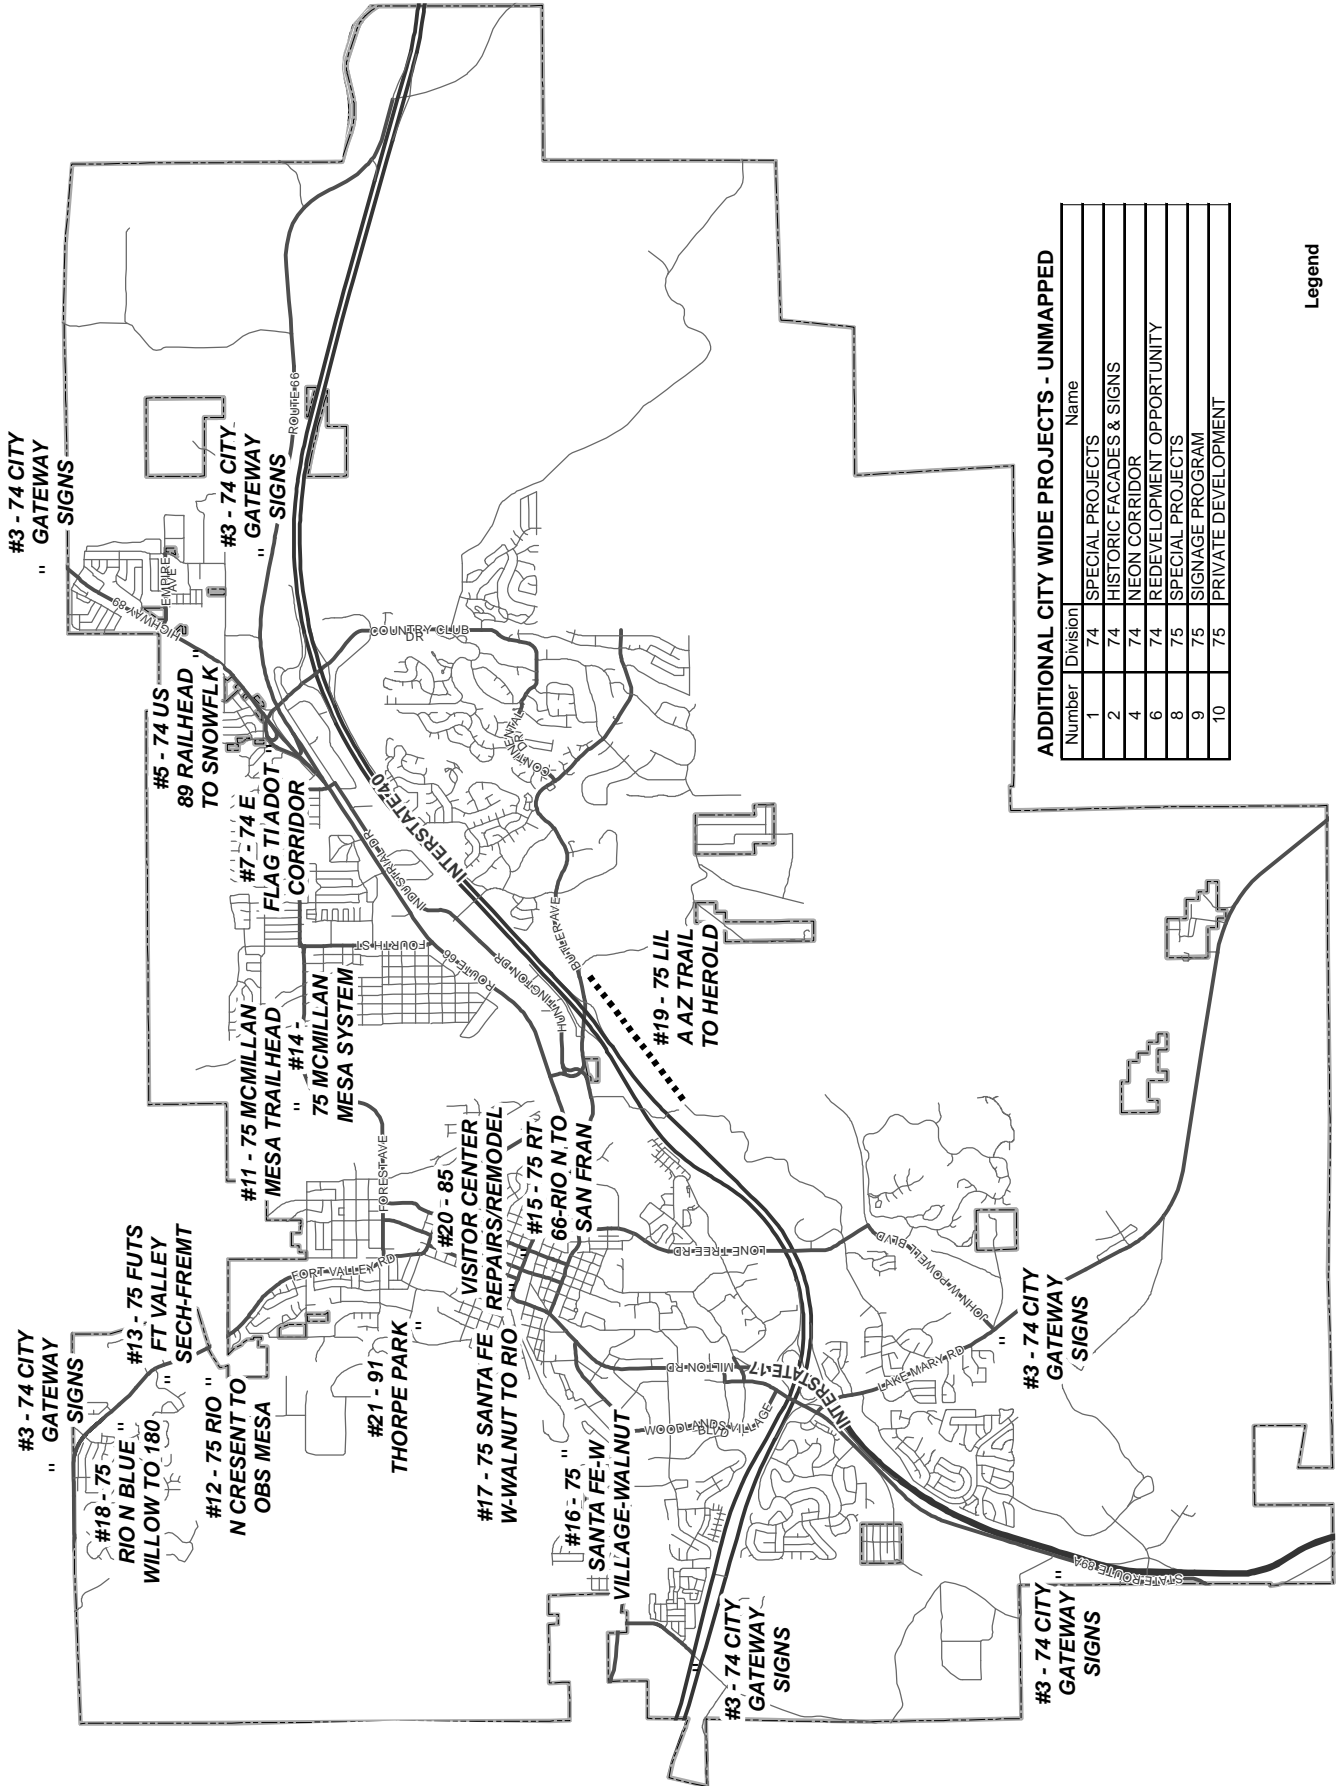 #3 - 74 CITY
GATEWAY
SIGNS
#3 - 74 CITY
GATEWAY
SIGNS
#5 - 74 US
89 RAILHEAD
TO SNOWFLK
#7 - 74 E
FLAG TI ADOT
CORRIDOR
#11 - 75 MCMILLAN
MESA TRAILHEAD
#14 -
75 MCMILLAN
MESA SYSTEM
#13 - 75 FUTS
FT VALLEY
SECH-FREMT
#3 - 74 CITY
GATEWAY
SIGNS
#18 - 75
RIO N BLUE
WILLOW TO 180
#12 - 75 RIO
N CRESENT TO
OBS MESA
#21 - 91
THORPE PARK
#20 - 85
VISITOR CENTER
REPAIRS/REMODEL
#15 - 75 RT
66-RIO N TO
SAN FRAN
#17 - 75 SANTA FE
W-WALNUT TO RIO
#16 - 75
SANTA FE-W
VILLAGE-WALNUT
#19 - 75 LIL
A AZ TRAIL
TO HEROLD
#3 - 74 CITY
GATEWAY
SIGNS
#3 - 74 CITY
GATEWAY
SIGNS
#3 - 74 CITY
GATEWAY
SIGNS
HIGHWAY 89
EMPIRE
AVE
ROUTE 66
COUNTRY CLUB
DR
CONTINENTAL
DR
INTERSTATE 40
INDUSTRIAL DR
FOURTH ST
ROUTE 66
HUNTINGTON DR
BUTLER AVE
FOREST AVE
FORT VALLEY RD
LONE TREE RD
JOHN W POWELL BLVD
MILTON RD
INTERSTATE 17
LAKE MARY RD
WOODLANDS VILLAGE
BLVD
STATE ROUTE 89A
ADDITIONAL CITY WIDE PROJECTS - UNMAPPED
Number Division Name
1 74 SPECIAL PROJECTS
2 74 HISTORIC FACADES & SIGNS
4 74 NEON CORRIDOR
6 74 REDEVELOPMENT OPPORTUNITY
8 75 SPECIAL PROJECTS
9 75 SIGNAGE PROGRAM
10 75 PRIVATE DEVELOPMENT
Legend